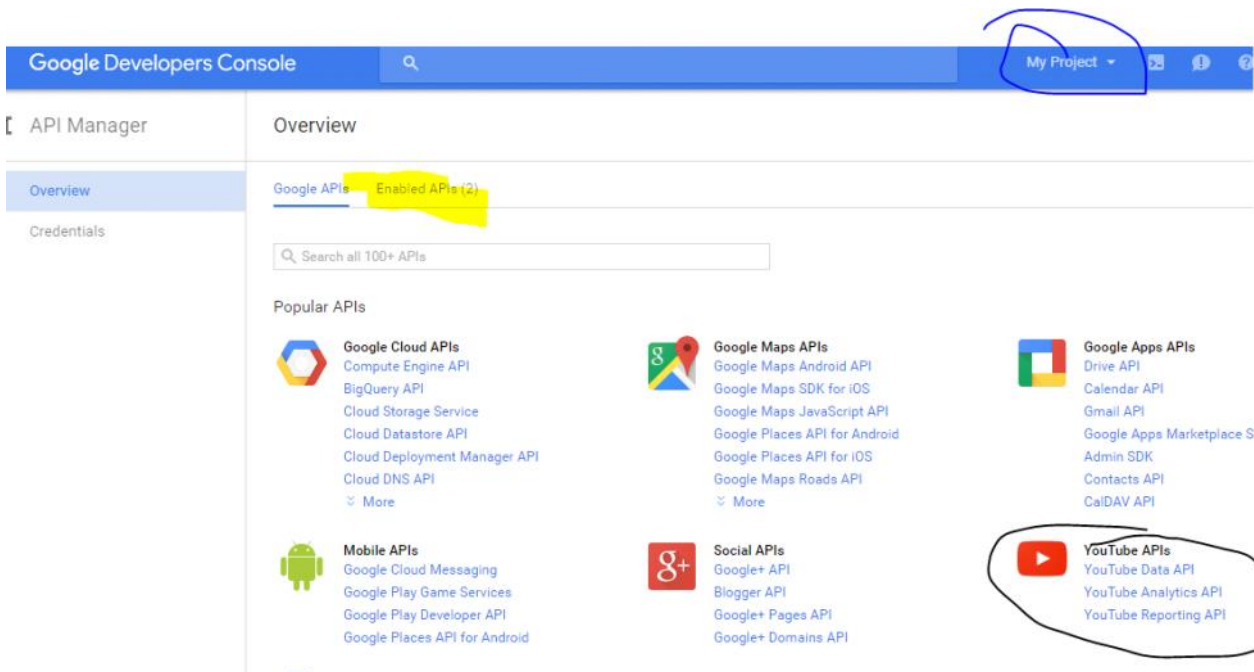 Google Developers Console
My Project
API Manager
Overview
Overview
Credentials
Google APIs
Enabled APIs (2)
Search all 100+ APIs
Popular APIs
Google Cloud APIs
Compute Engine API
BigQuery API
Cloud Storage Service
Cloud Datastore API
Cloud Deployment Manager API
Cloud DNS API
More
Google Maps APIs
Google Maps Android API
Google Maps SDK for iOS
Google Maps JavaScript API
Google Places API for Android
Google Places API for iOS
Google Maps Roads API
More
Google Apps APIs
Drive API
Calendar API
Gmail API
Google Apps Marketplace S
Admin SDK
Contacts API
CalDAV API
Mobile APIs
Google Cloud Messaging
Google Play Game Services
Google Play Developer API
Google Places API for Android
Social APIs
Google+ API
Blogger API
Google+ Pages API
Google+ Domains API
YouTube APIs
YouTube Data API
YouTube Analytics API
YouTube Reporting API